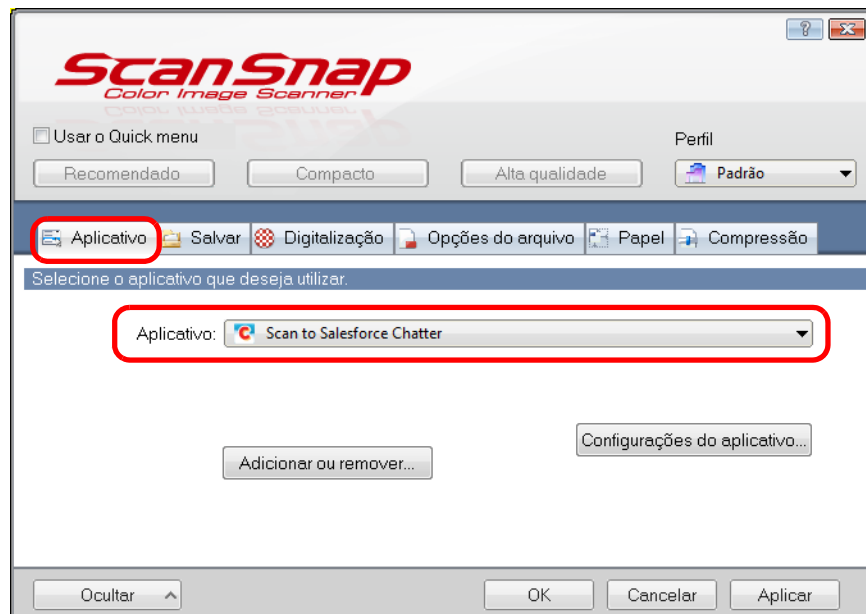 ScanSnap
Color Image Scanner
Usar o Quick menu
Perfil
Recomendado Compacto Alta qualidade Padrão
Aplicativo Salvar Digitalização Opções do arquivo Papel Compressão
Selecione o aplicativo que deseja utilizar.
Aplicativo: C Scan to Salesforce Chatter
Configurações do aplicativo...
Adicionar ou remover...
Ocultar OK Cancelar Aplicar